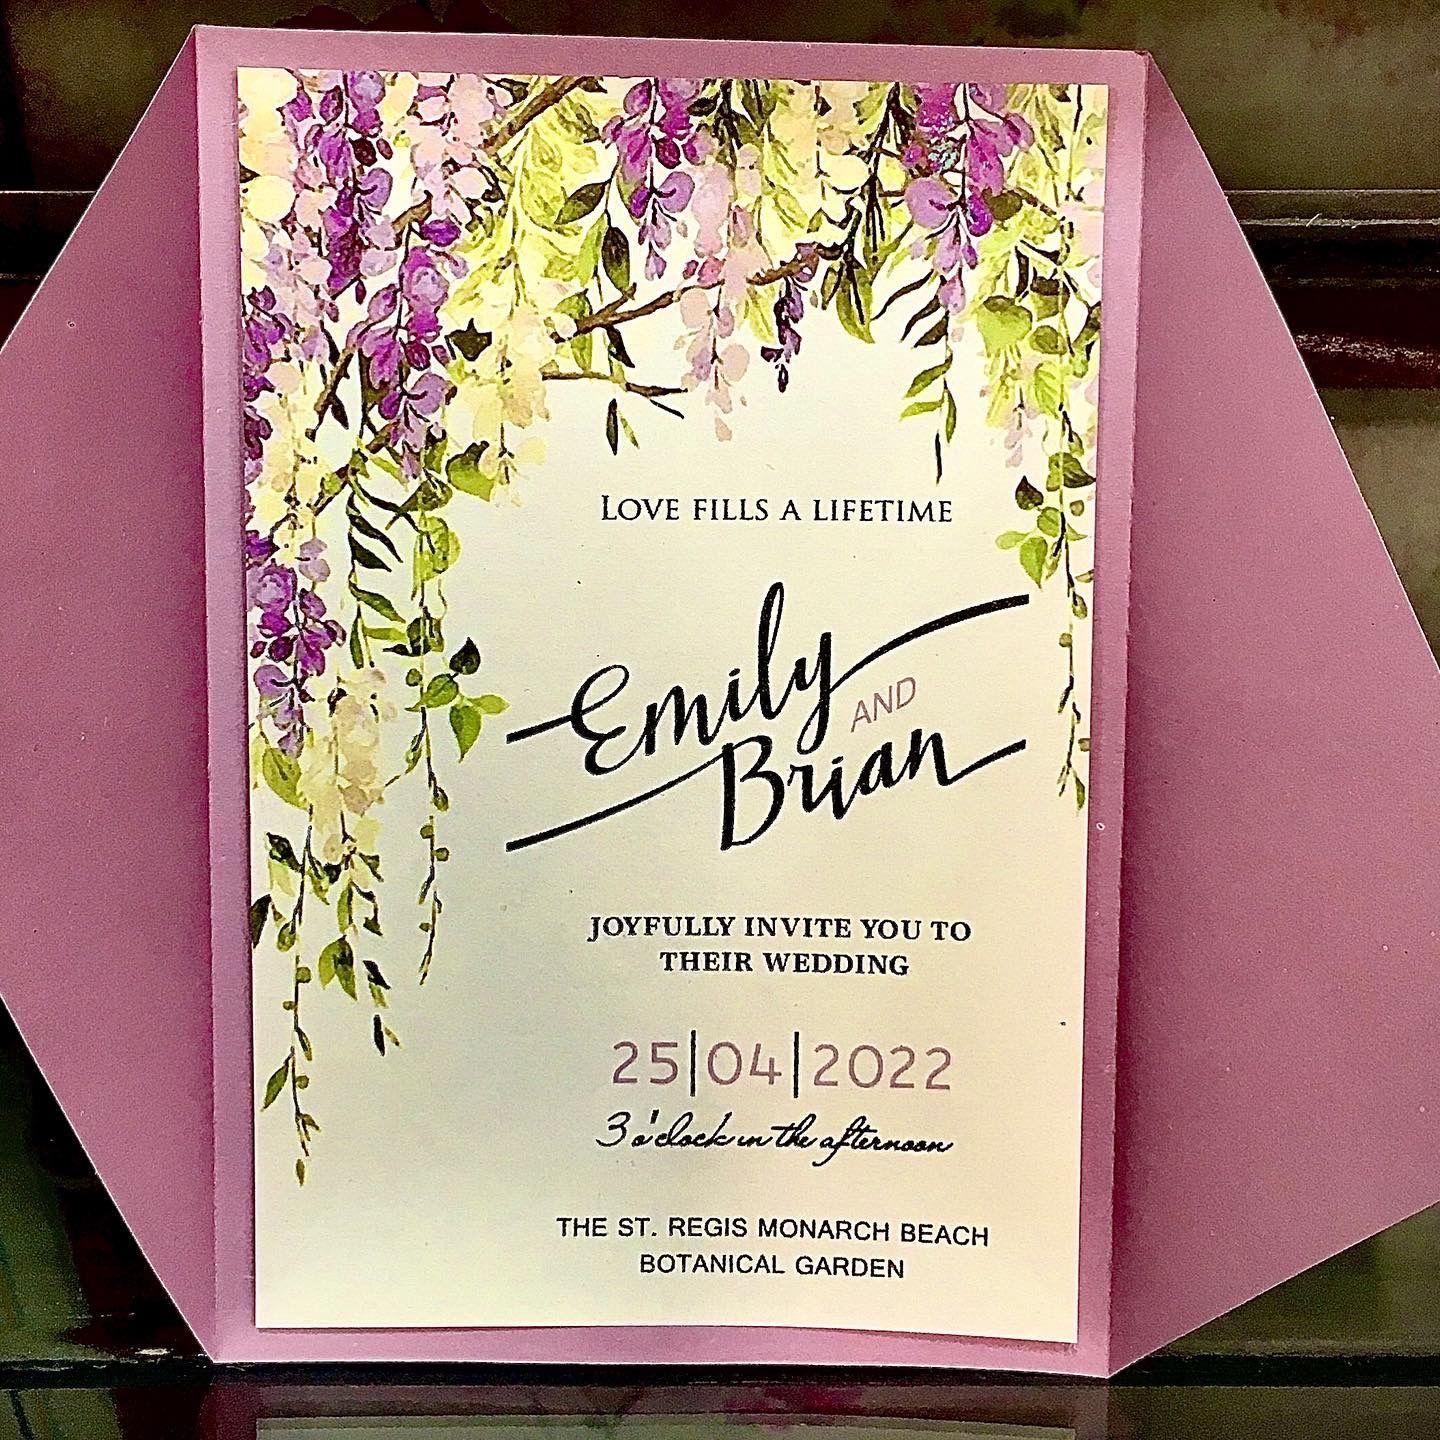 LOVE FILLS A LIFETIME
Emily
AND
Brian
JOYFULLY INVITE YOU TO
THEIR WEDDING
25|04|2022
3 o'clock in the afternoon
THE ST. REGIS MONARCH BEACH
BOTANICAL GARDEN